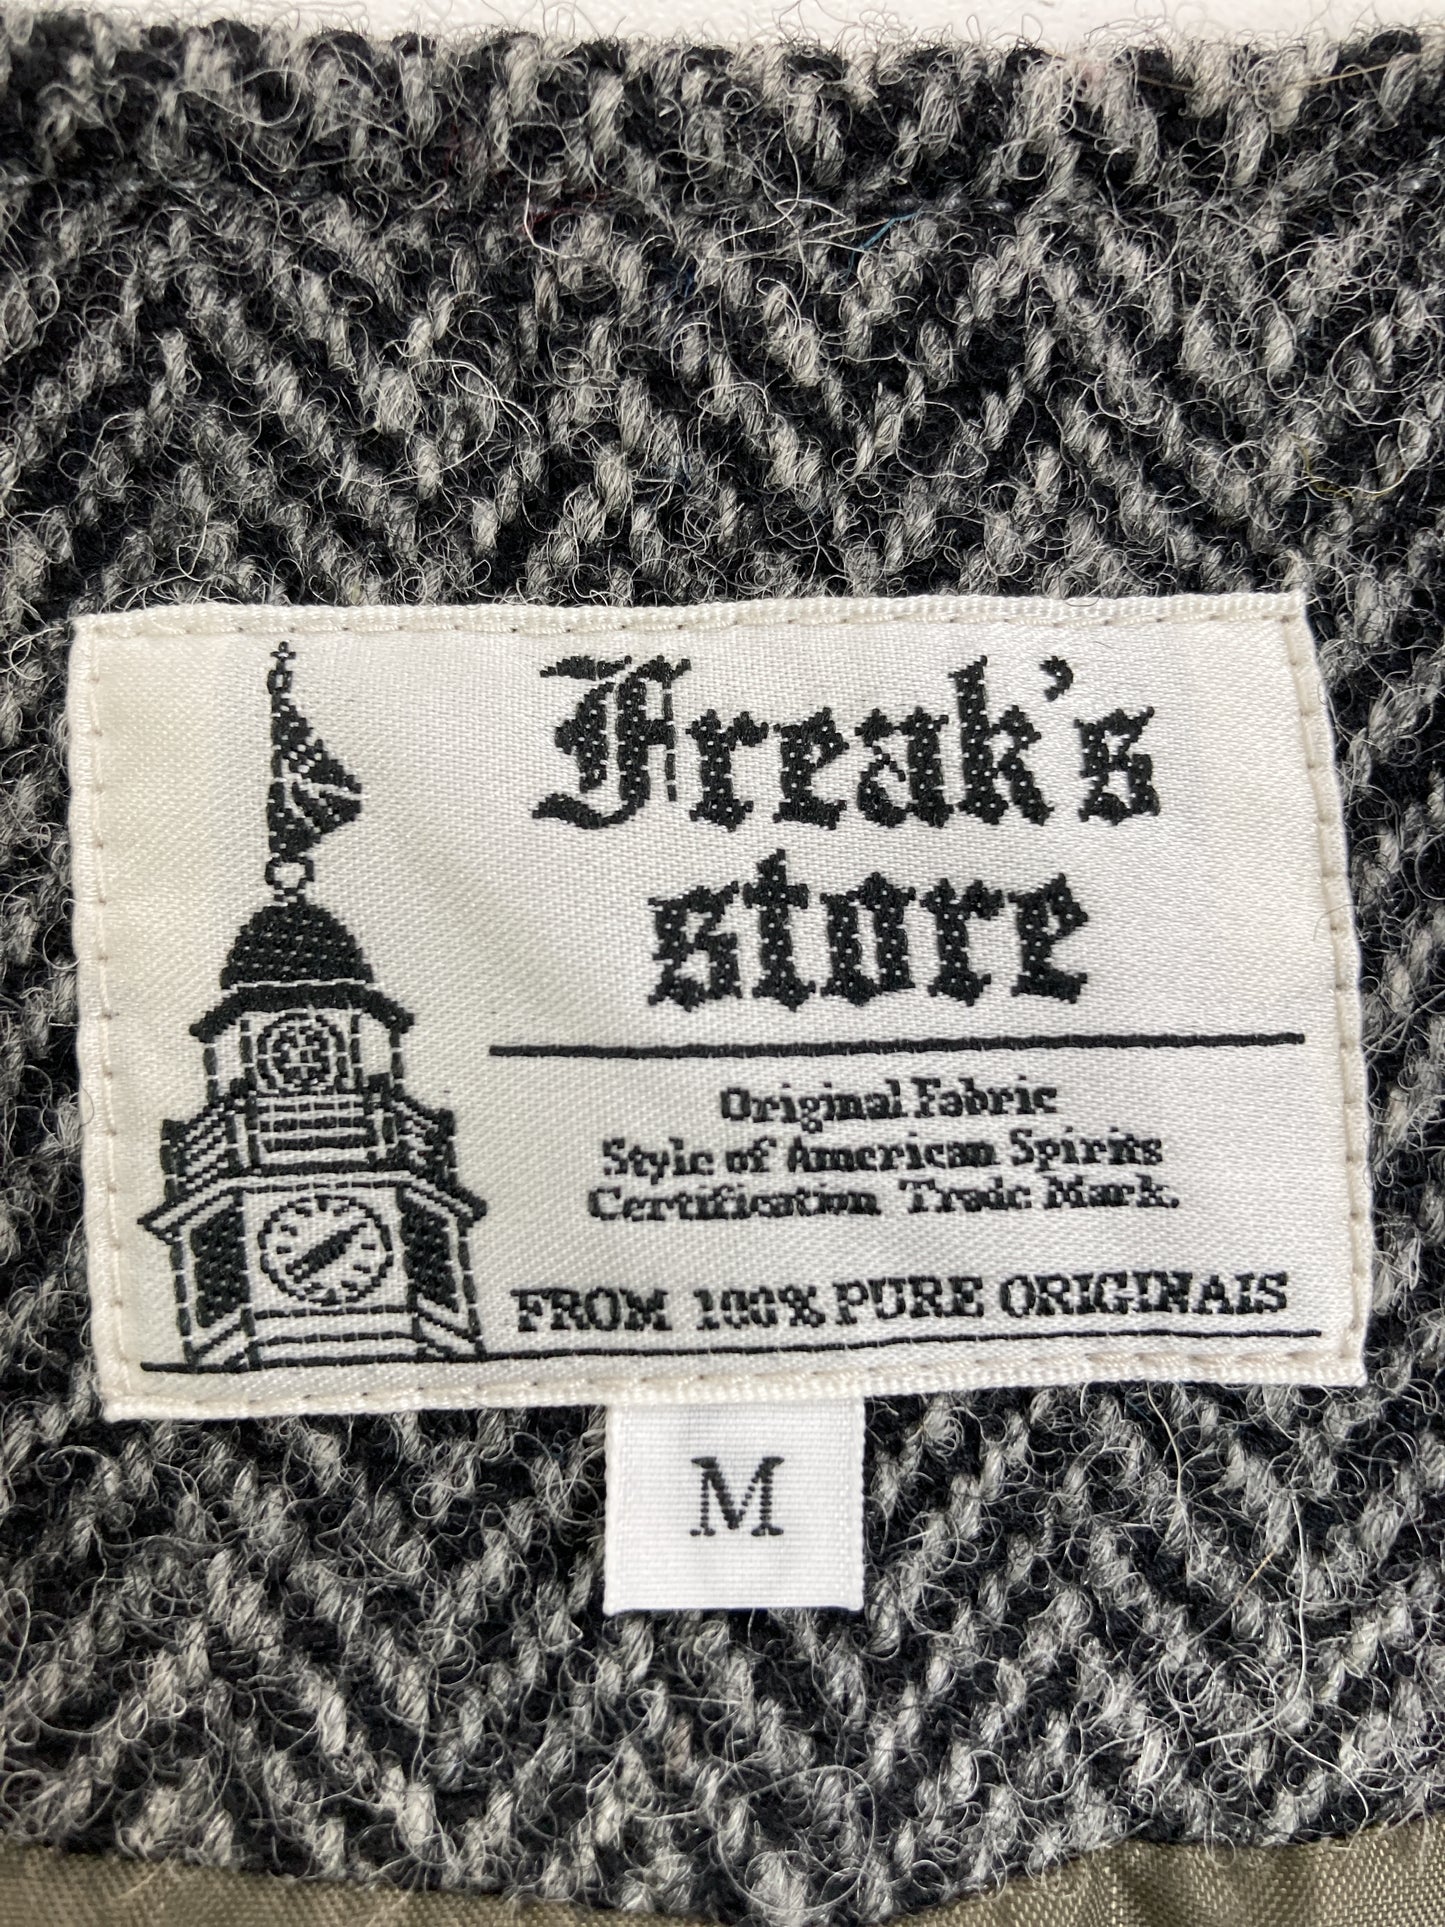 Freak's
store
Original Fabric
Style of American Spirits
Certification Trade Mark.
FROM 100% PURE ORIGINALS
M